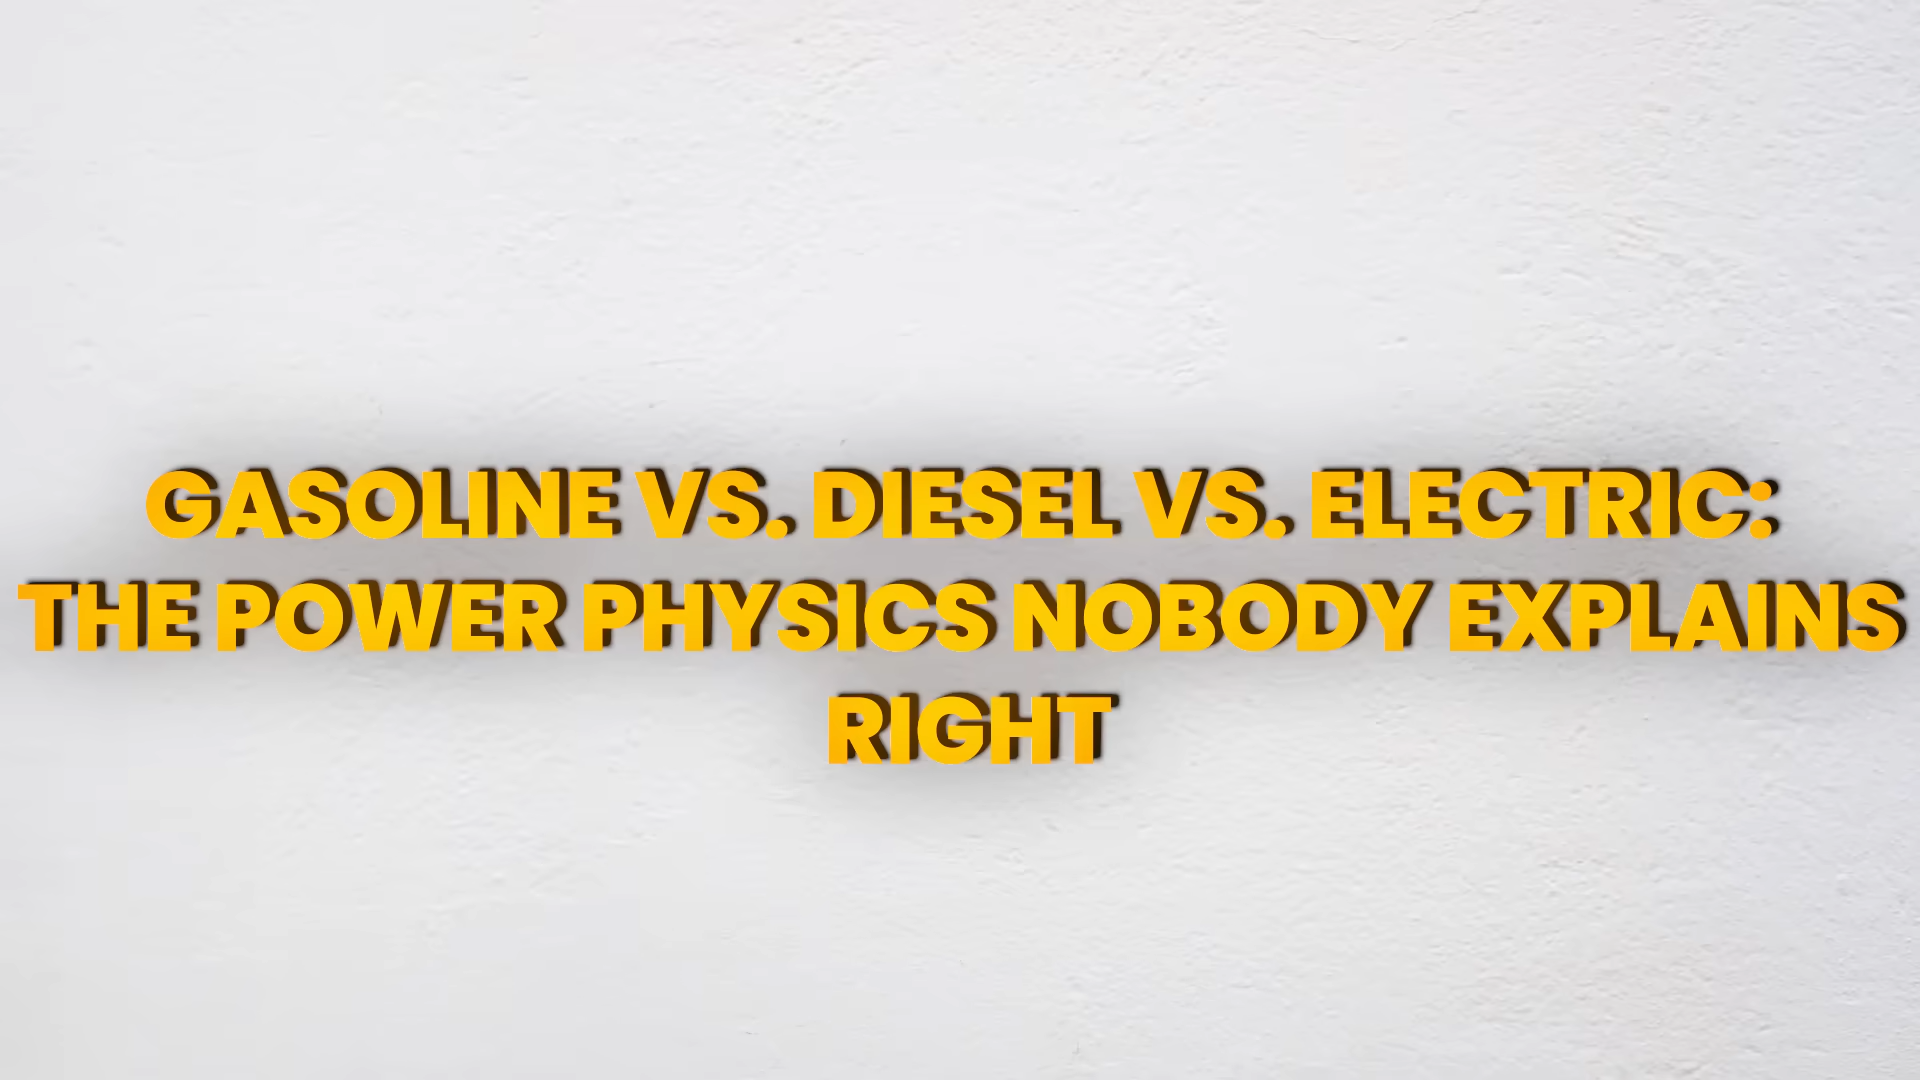 GASOLINE VS. DIESEL VS. ELECTRIC:
THE POWER PHYSICS NOBODY EXPLAINS
RIGHT